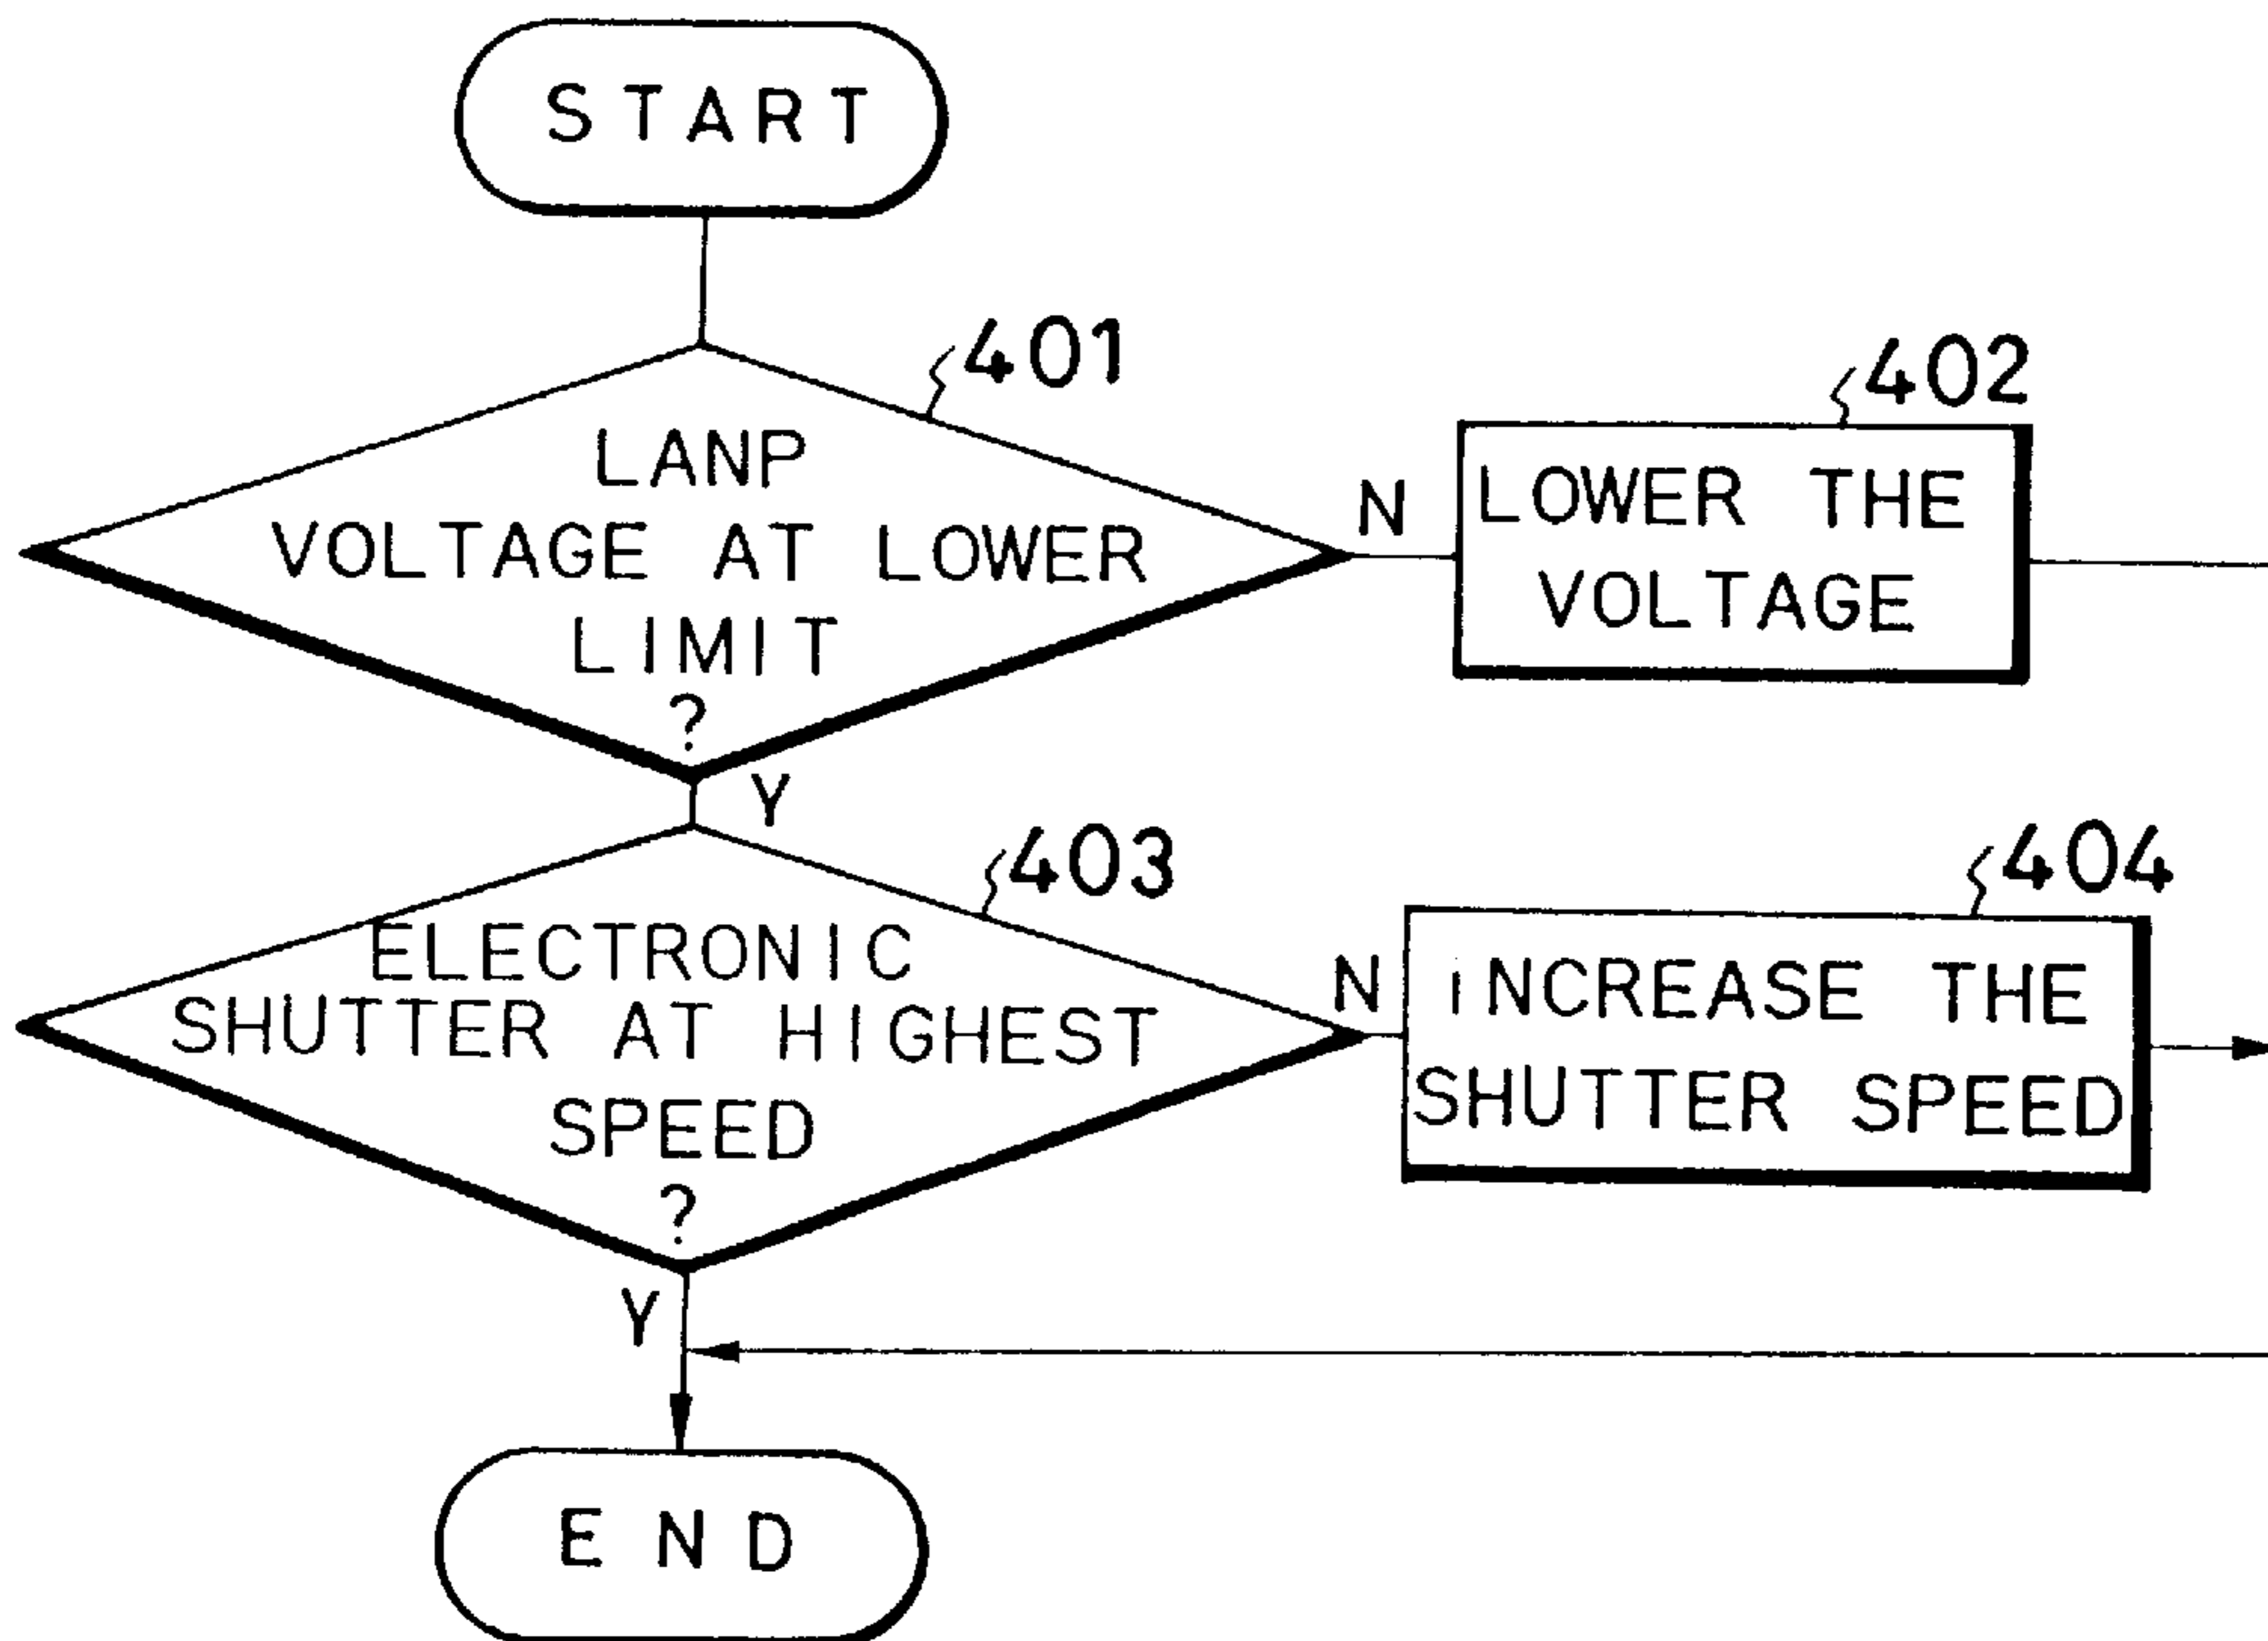 START
401
LANP
VOLTAGE AT LOWER
LIMIT
?
N
402
LOWER THE
VOLTAGE
Y
403
ELECTRONIC
SHUTTER AT HIGHEST
SPEED
?
N
404
INCREASE THE
SHUTTER SPEED
Y
END